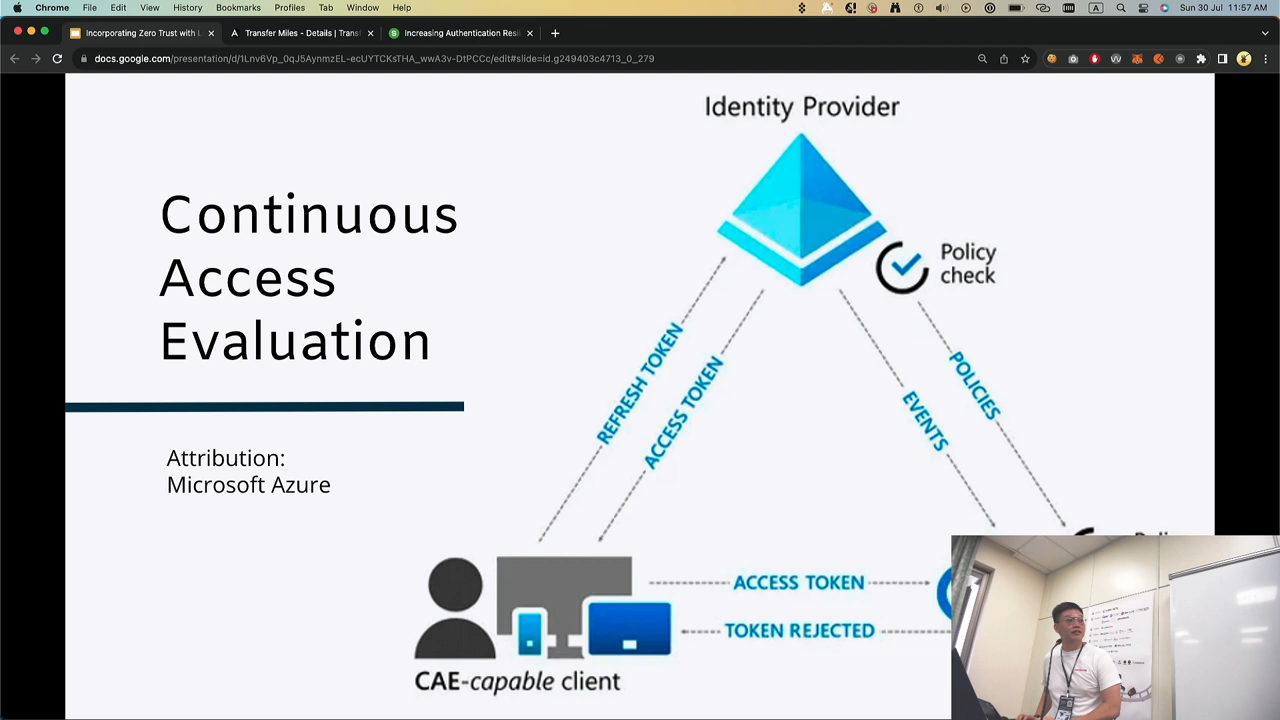 Chrome File Edit View History Bookmarks Profiles Tab Window Help
A
Sun 30 Jul 11:57 AM
Incorporating Zero Trust with L
Transfer Miles - Details | Trans
Increasing Authentication Resil
docs.google.com/presentation/d/1Lnv6Vp_0qJ5AynmzEL-ecUYTCKsTHA_wwA3v-DtPCCc/edit#slide=id.g249403c4713_0_279
Continuous
Access
Evaluation
Attribution:
Microsoft Azure
Identity Provider
Policy
check
REFRESH TOKEN
ACCESS TOKEN
EVENTS
POLICIES
ACCESS TOKEN
TOKEN REJECTED
CAE-capable client